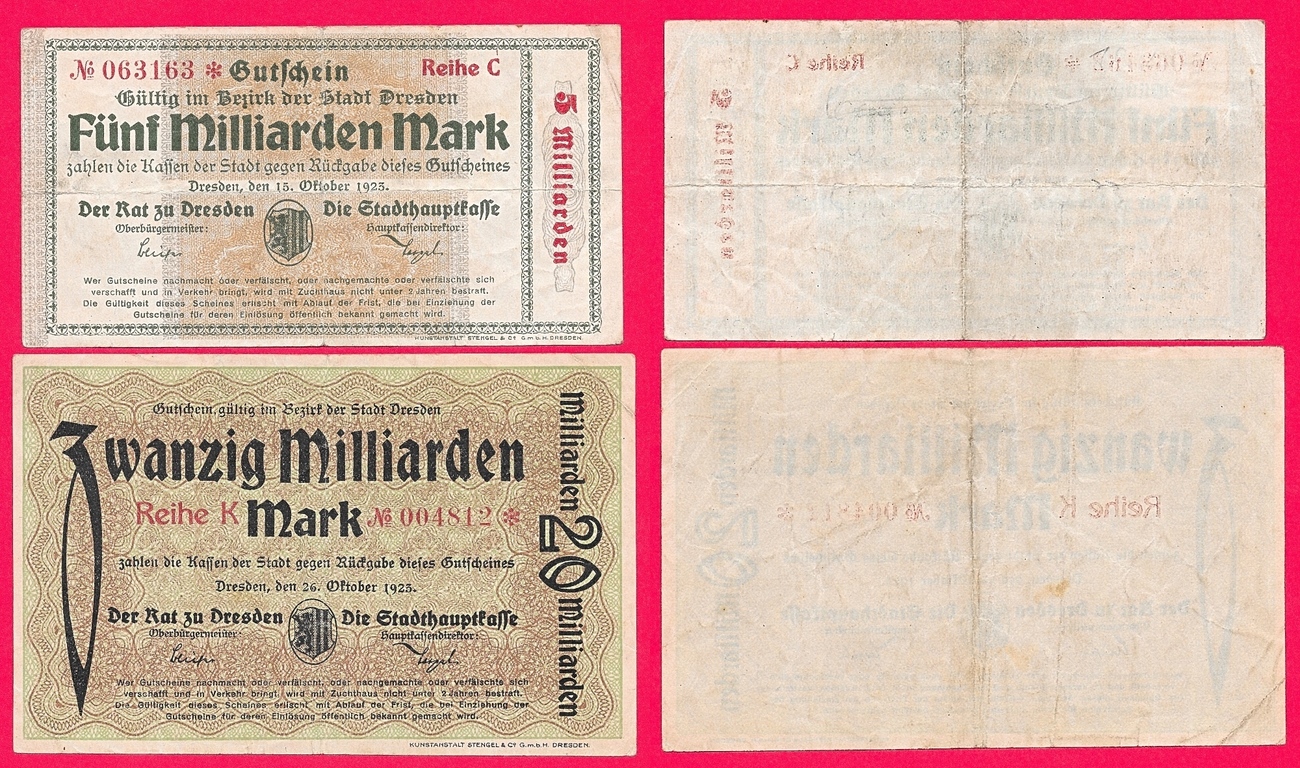 № 063163 ✻ Gutschein Reihe C
Gültig im Bezirk der Stadt Dresden
Fünf Milliarden Mark
zahlen die Kassen der Stadt gegen Rückgabe dieses Gutscheines
Dresden, den 15. Oktober 1923.
Der Rat zu Dresden Die Stadthauptkasse
Oberbürgermeister: Hauptkassendirektor:
Wer Gutscheine nachmacht oder verfälscht, oder nachgemachte oder verfälschte sich
verschafft und in Verkehr bringt, wird mit Zuchthaus nicht unter 2 Jahren bestraft.
Die Gültigkeit dieses Scheines erlischt mit Ablauf der Frist, die bei Einziehung der
Gutscheine für deren Einlösung öffentlich bekannt gemacht wird.
KUNSTANSTALT STENGEL & Co G.m.b.H. DRESDEN.
5 Milliarden
Reihe C
Gutschein, gültig im Bezirk der Stadt Dresden
Zwanzig Milliarden
Reihe K Mark № 004812 ✻
zahlen die Kassen der Stadt gegen Rückgabe dieses Gutscheines
Dresden, den 26. Oktober 1923.
Der Rat zu Dresden Die Stadthauptkasse
Oberbürgermeister: Hauptkassendirektor:
Wer Gutscheine nachmacht oder verfälscht, oder nachgemachte oder verfälschte sich
verschafft und in Verkehr bringt, wird mit Zuchthaus nicht unter 2 Jahren bestraft.
Die Gültigkeit dieses Scheines erlischt mit Ablauf der Frist, die bei Einziehung der
Gutscheine für deren Einlösung öffentlich bekannt gemacht wird.
KUNSTANSTALT STENGEL & Co G.m.b.H. DRESDEN.
Milliarden 20 Milliarden
Reihe K